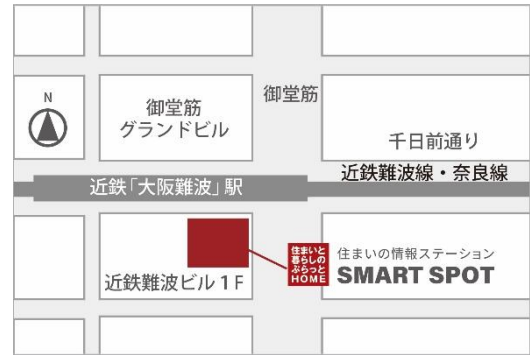 N
御堂筋
グランドビル
御堂筋
千日前通り
近鉄難波線・奈良線
近鉄「大阪難波」駅
近鉄難波ビル1F
住まいと
暮らしの
ぷらっと
HOME
住まいの情報ステーション
SMART SPOT